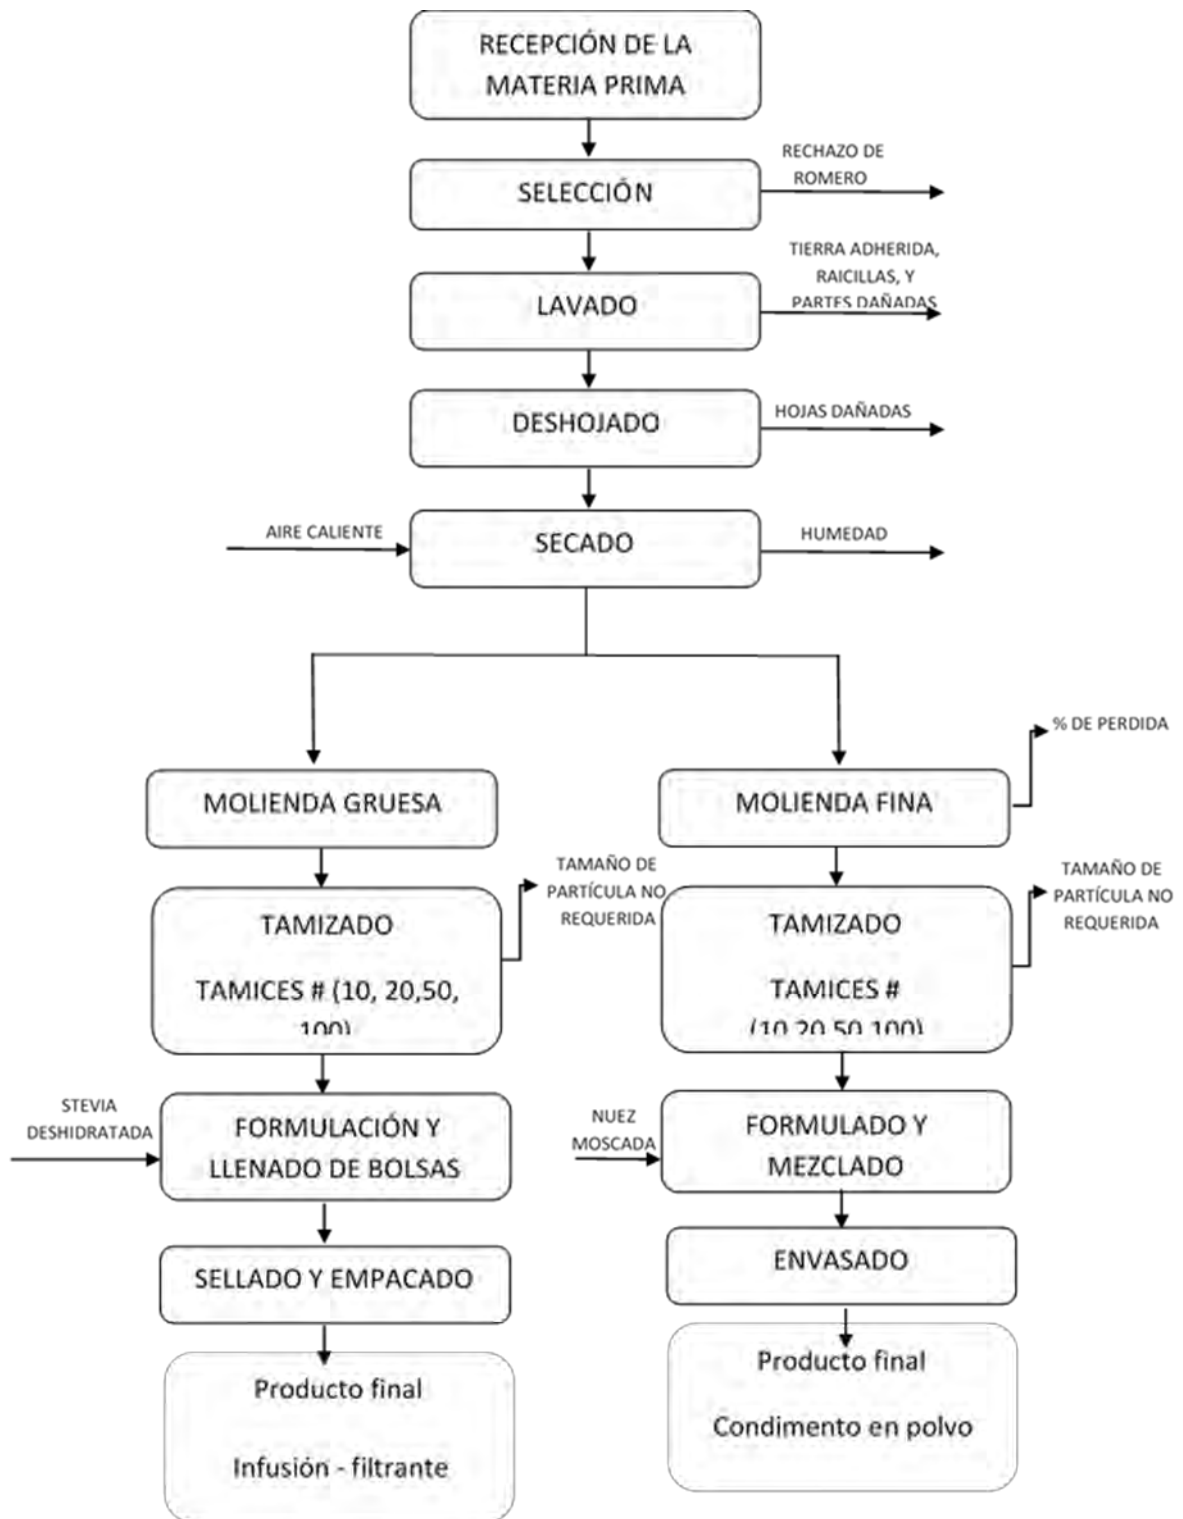 RECEPCIÓN DE LA
MATERIA PRIMA
SELECCIÓN
RECHAZO DE
ROMERO
LAVADO
TIERRA ADHERIDA,
RAICILLAS, Y
PARTES DAÑADAS
DESHOJADO
HOJAS DAÑADAS
AIRE CALIENTE
SECADO
HUMEDAD
MOLIENDA GRUESA
MOLIENDA FINA
% DE PERDIDA
TAMIZADO
TAMICES # (10, 20,50,
100)
TAMAÑO DE
PARTÍCULA NO
REQUERIDA
TAMIZADO
TAMICES #
(10,20,50,100)
TAMAÑO DE
PARTÍCULA NO
REQUERIDA
STEVIA
DESHIDRATADA
FORMULACIÓN Y
LLENADO DE BOLSAS
NUEZ
MOSCADA
FORMULADO Y
MEZCLADO
SELLADO Y EMPACADO
ENVASADO
Producto final
Infusión - filtrante
Producto final
Condimento en polvo